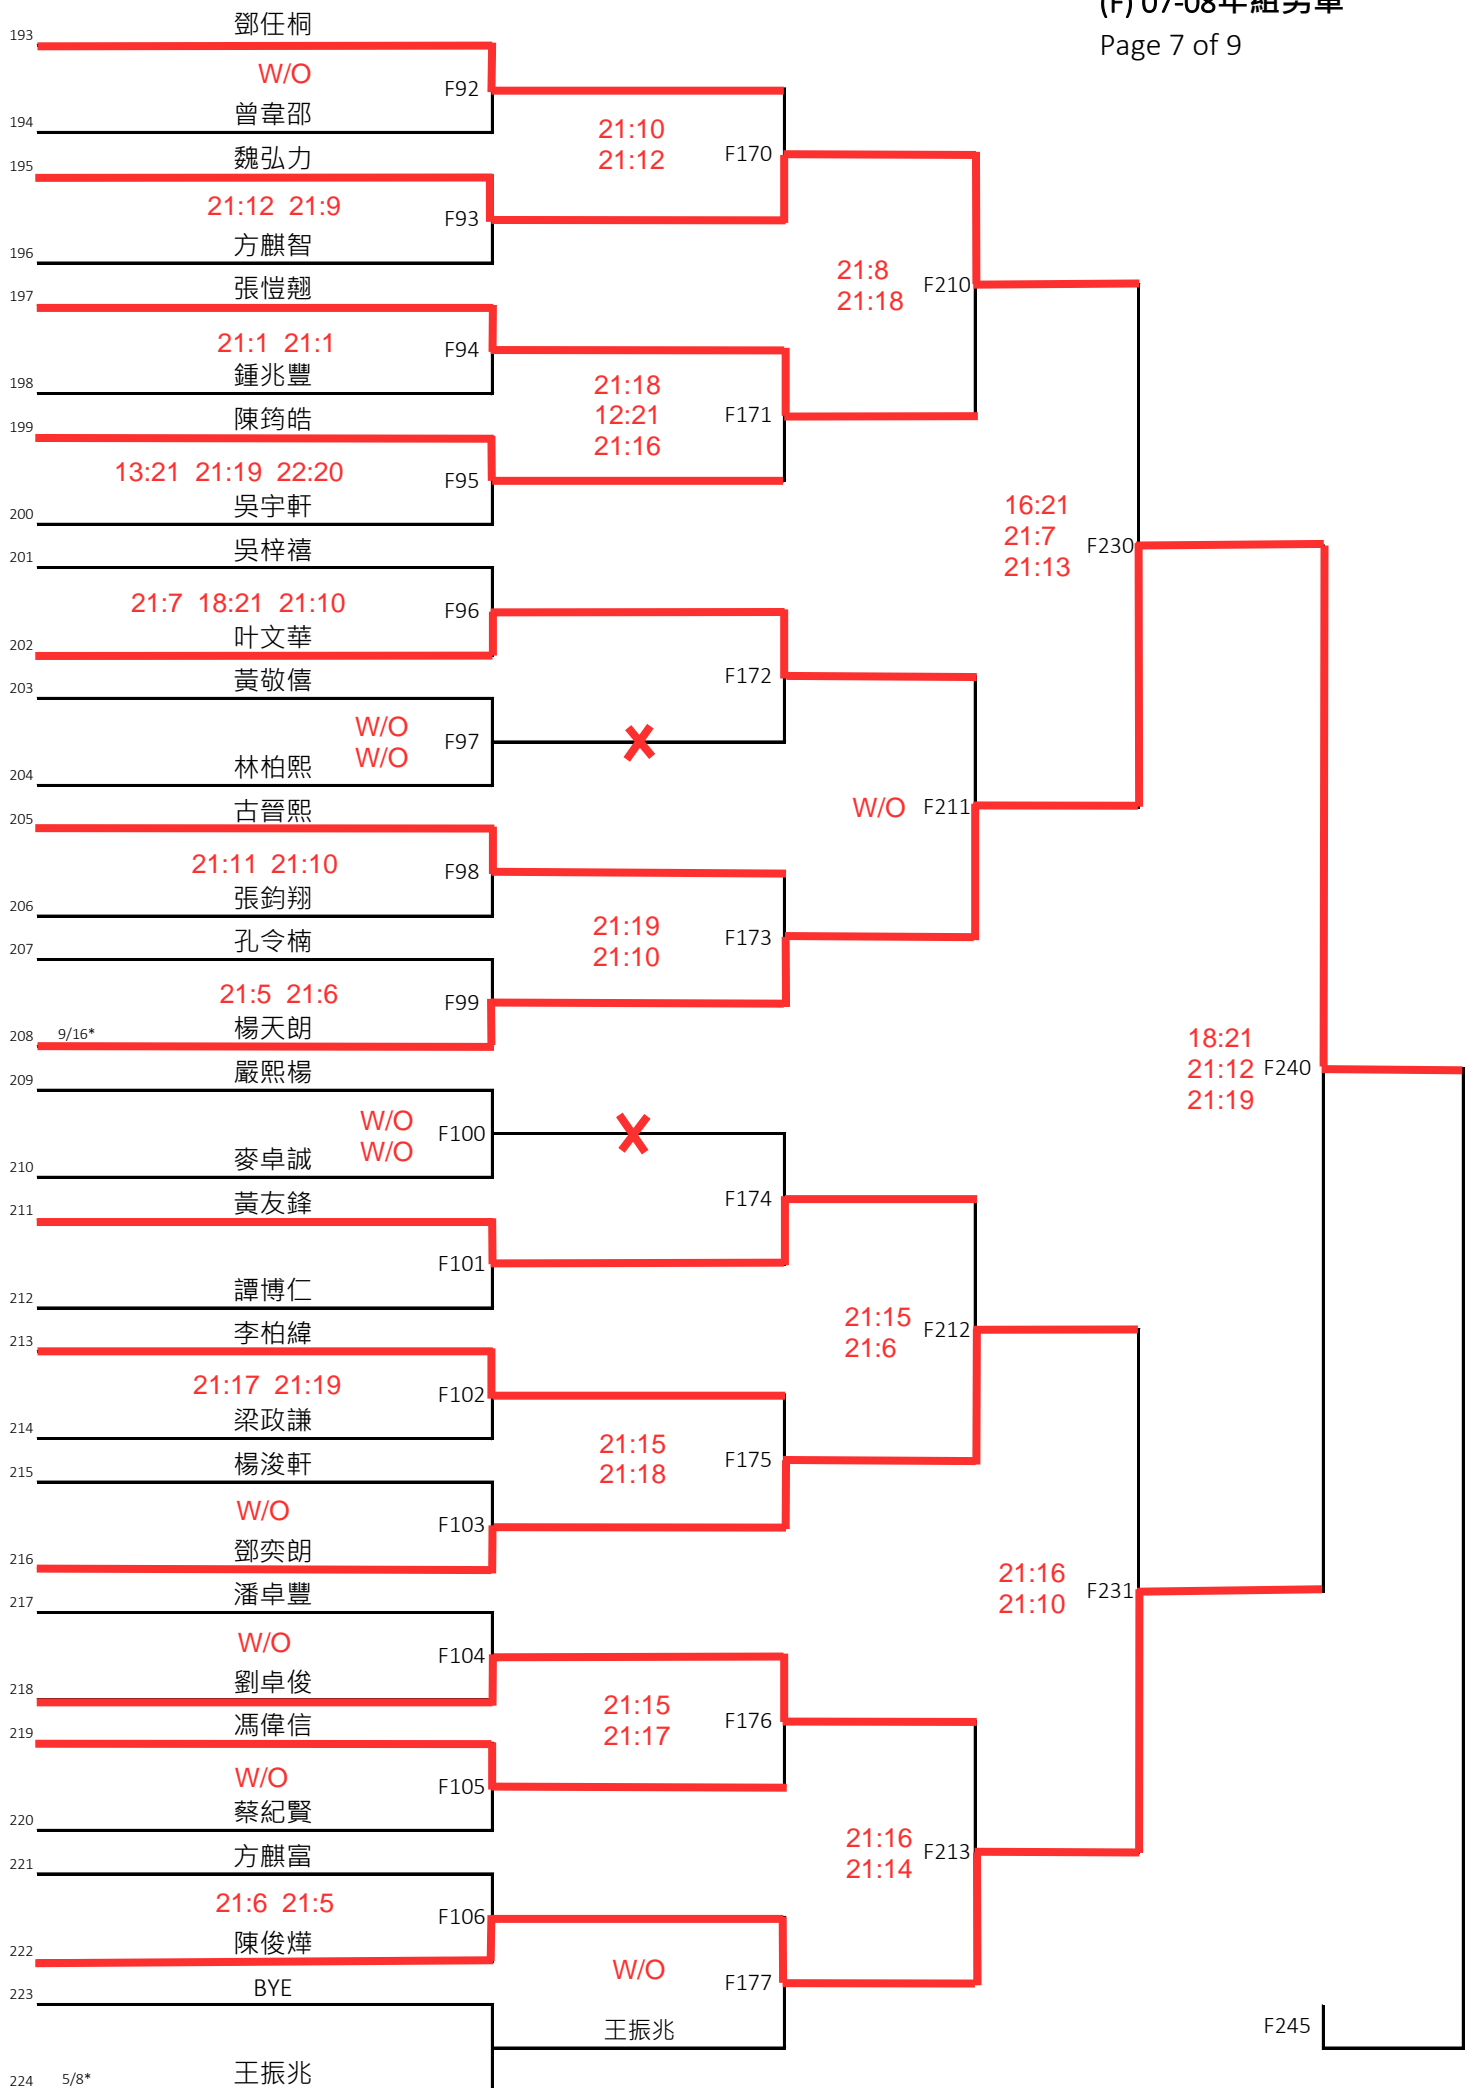 (F) 07-08年組男單
Page 7 of 9
193 鄧任桐
W/O F92
194 曾韋邵
21:10
21:12 F170
195 魏弘力
21:12 21:9 F93
196 方麒智
21:8
21:18 F210
197 張愷翹
21:1 21:1 F94
198 鍾兆豐
21:18
12:21 F171
21:16
199 陳筠皓
13:21 21:19 22:20 F95
200 吳宇軒
16:21
21:7 F230
21:13
201 吳梓禧
21:7 18:21 21:10 F96
202 叶文華
F172
203 黃敬僖
W/O F97
W/O
204 林柏熙
W/O F211
205 古晉熙
21:11 21:10 F98
206 張鈞翔
21:19 F173
21:10
207 孔令楠
21:5 21:6 F99
208 9/16* 楊天朗
18:21
21:12 F240
21:19
209 嚴熙楊
W/O F100
W/O
210 麥卓誠
F174
211 黃友鋒
F101
212 譚博仁
21:15 F212
21:6
213 李柏緯
21:17 21:19 F102
214 梁政謙
21:15 F175
21:18
215 楊浚軒
W/O F103
216 鄧奕朗
21:16 F231
21:10
217 潘卓豐
W/O F104
218 劉卓俊
21:15 F176
21:17
219 馮偉信
W/O F105
220 蔡紀賢
21:16 F213
21:14
221 方麒富
21:6 21:5 F106
222 陳俊燁
W/O F177
223 BYE
王振兆
F245
224 5/8* 王振兆